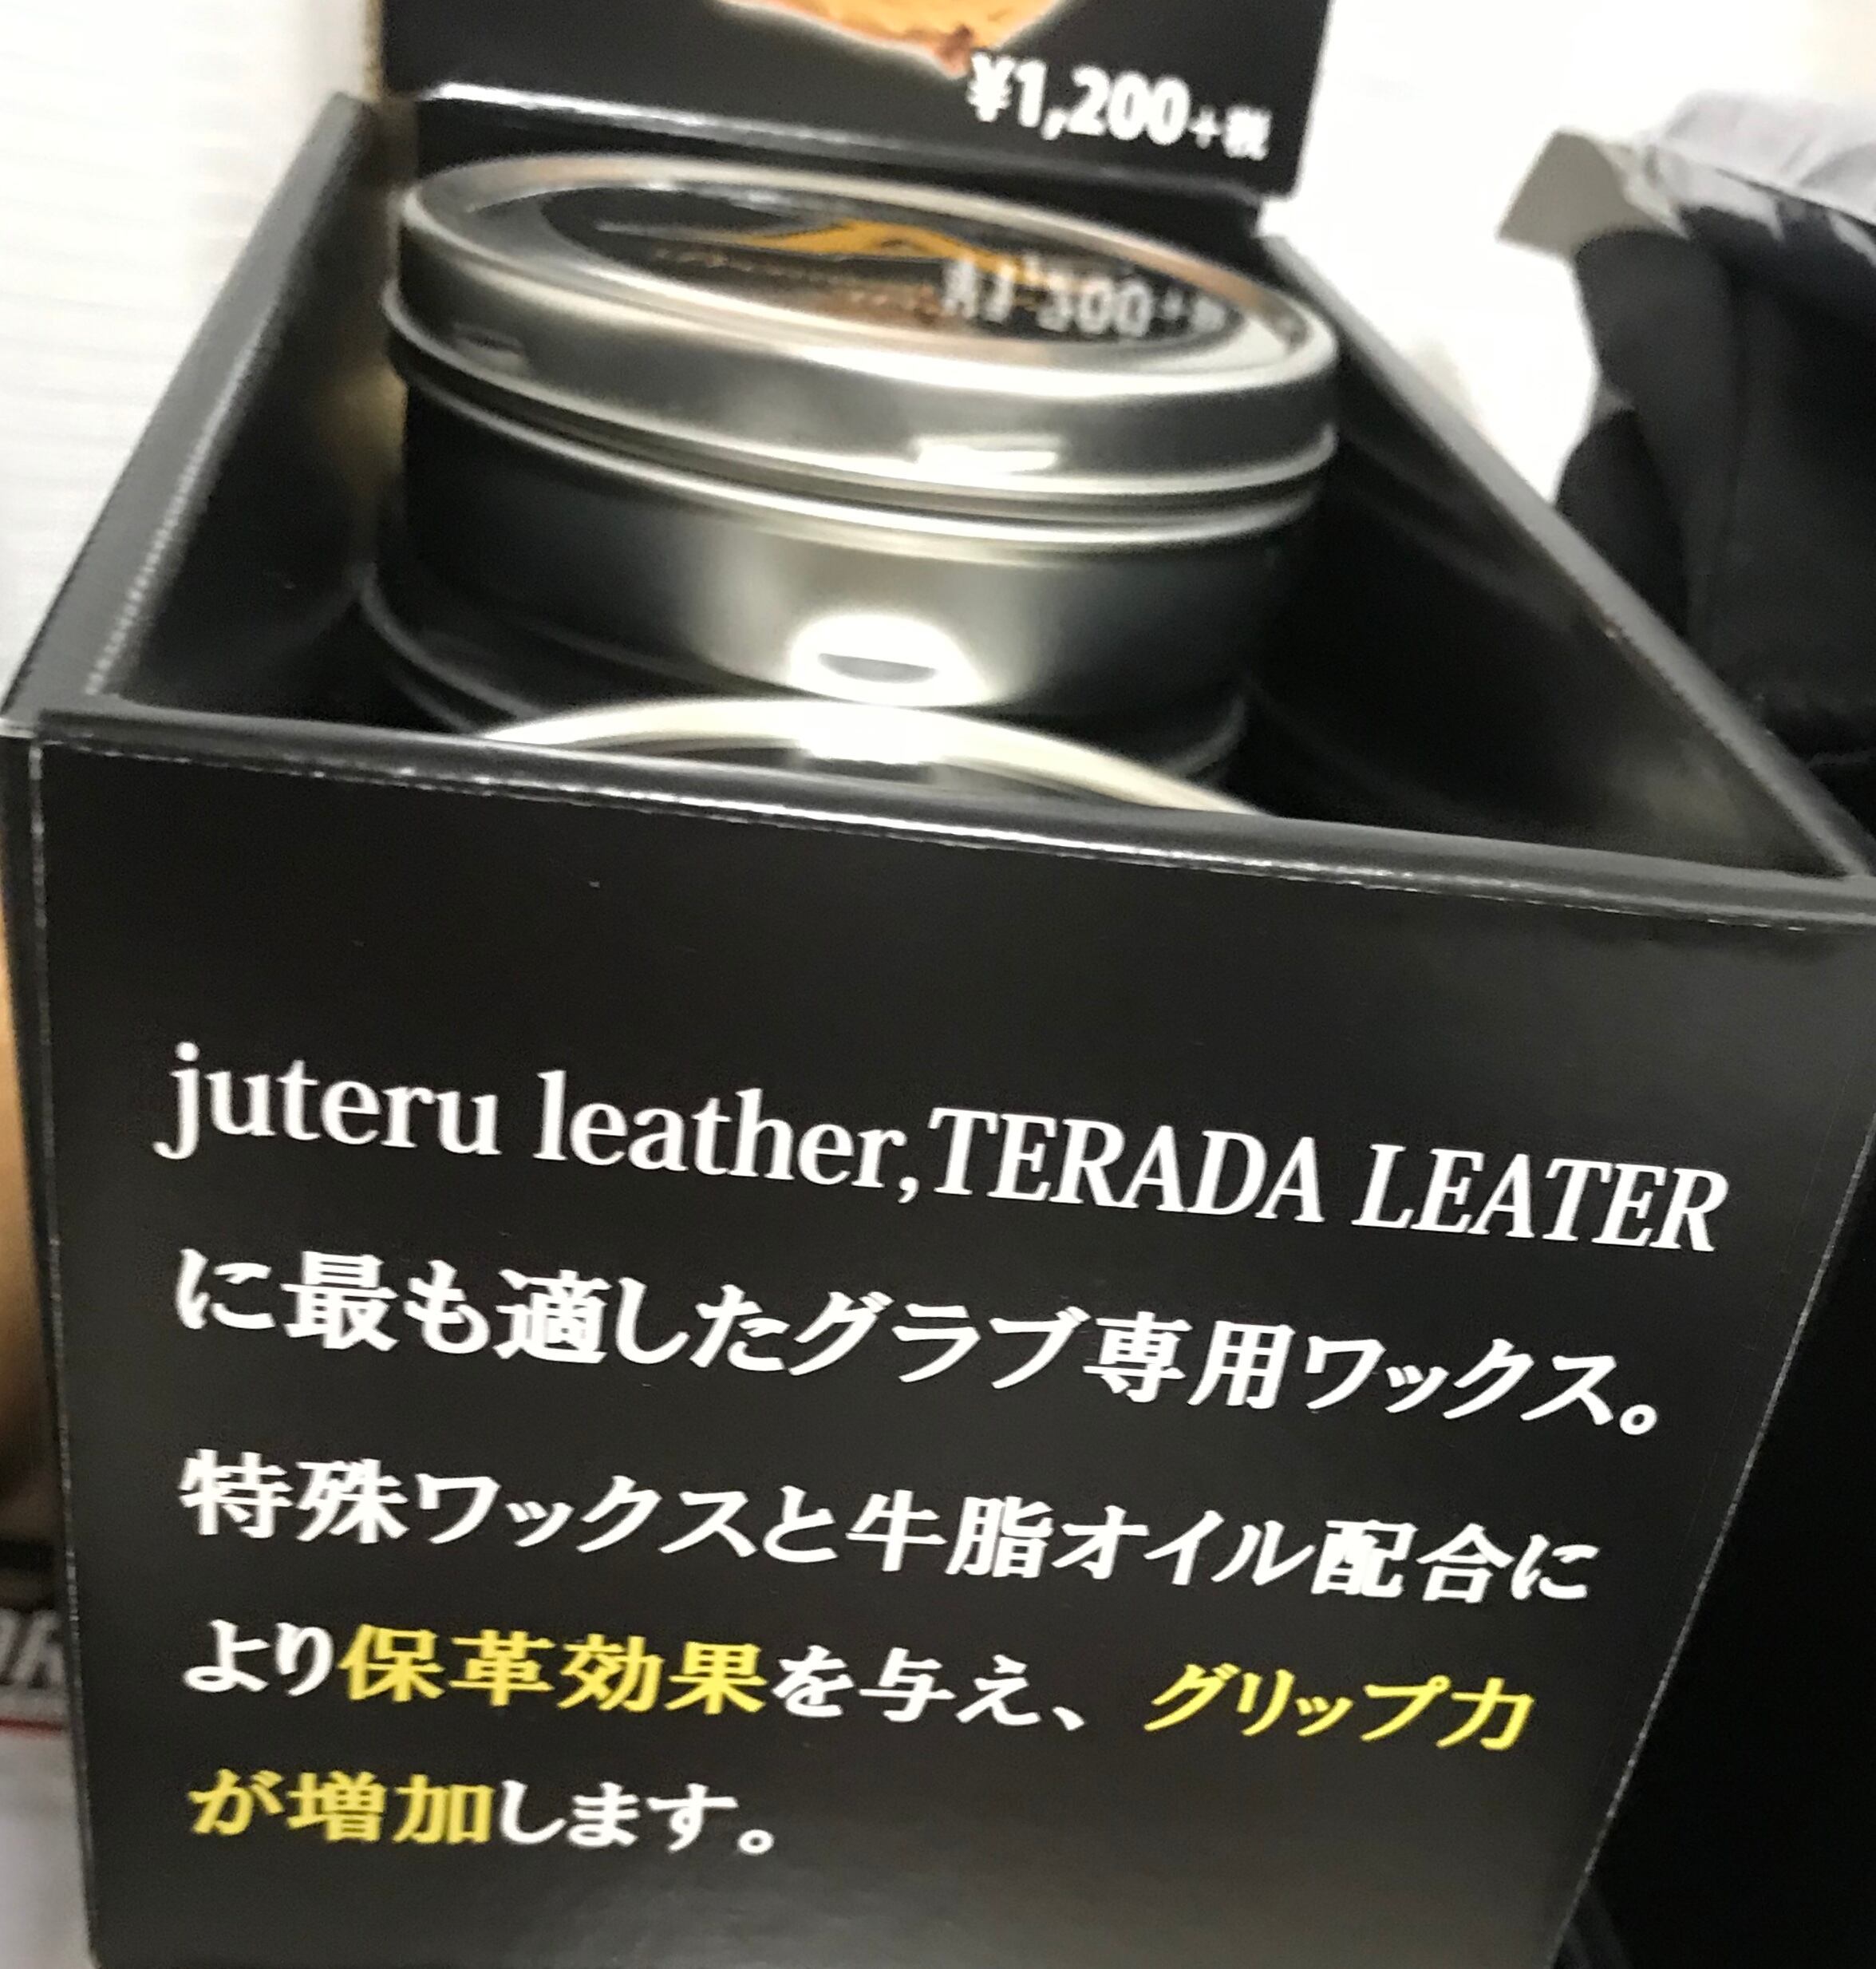 ¥1,200+税
juteru leather,TERADA LEATER
に最も適したグラブ専用ワックス。
特殊ワックスと牛脂オイル配合に
より保革効果を与え、グリップ力
が増加します。